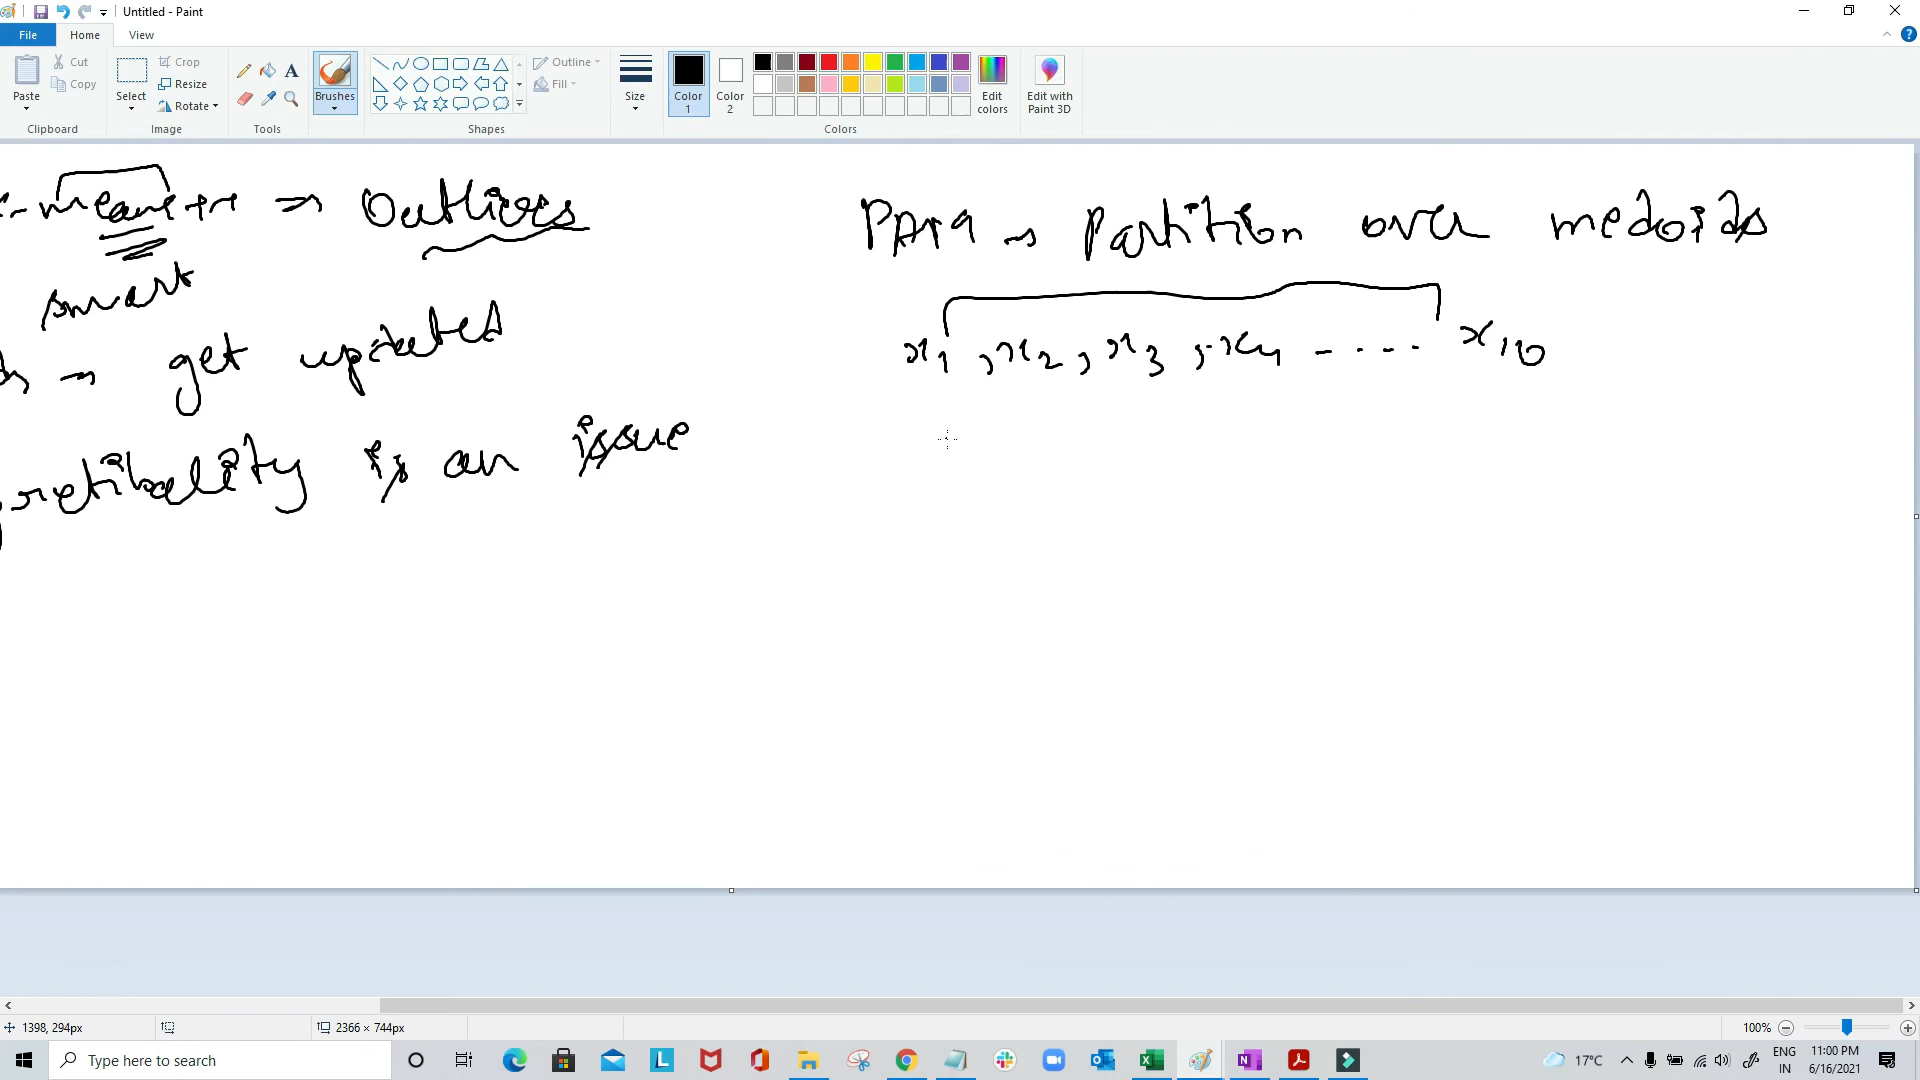 Untitled - Paint
File
Home
View
Paste
Cut
Copy
Clipboard
Select
Crop
Resize
Rotate
Image
Tools
Brushes
Shapes
Outline
Fill
Size
Color 1
Color 2
Colors
Edit colors
Edit with Paint 3D
-means++ => Outliers
smart
→ get updates
is an issue
PAM → Partition over medoids
x1, x2, x3, x4 - . . . . x10
1398, 294px
2366 × 744px
100%
Type here to search
17°C
ENG
IN
11:00 PM
6/16/2021